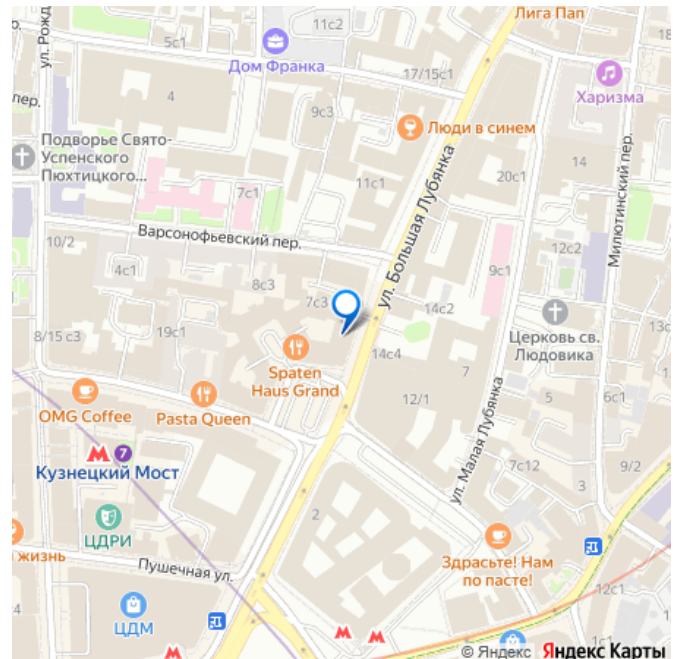 Лига Пап
11с2
18
ул. Рожд
5с1
Дом Франка
17/15с1
Харизма
4
9с3
Люди в синем
пер.
Подворье Свято-
Успенского
Пюхтицкого...
14
Милютинский пер.
20с1
7с1
11с1
ул. Большая Лубянка
Варсонофьевский пер.
10/2
12с2
4с1
8с3
9с1
7с3
14с2
13с
8/15 с3
19с1
Церковь св.
Людовика
14с4
Spaten
Haus Grand
7
5
12/1
6с1
OMG Coffee
Pasta Queen
ул. Малая Лубянка
7
Кузнецкий Мост
7с12
9/2
2
ЦДРИ
жизнь
Пушечная ул.
Здрасьте! Нам
по пасте!
ЦДМ
12с1
1с1
© Яндекс Яндекс Карты